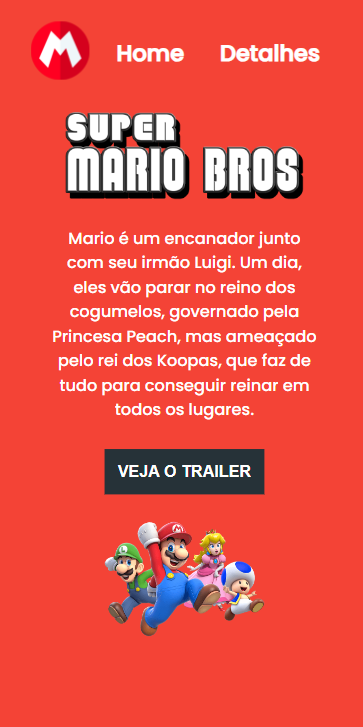 M
Home Detalhes
SUPER
MARIO BROS
Mario é um encanador junto
com seu irmão Luigi. Um dia,
eles vão parar no reino dos
cogumelos, governado pela
Princesa Peach, mas ameaçado
pelo rei dos Koopas, que faz de
tudo para conseguir reinar em
todos os lugares.
VEJA O TRAILER